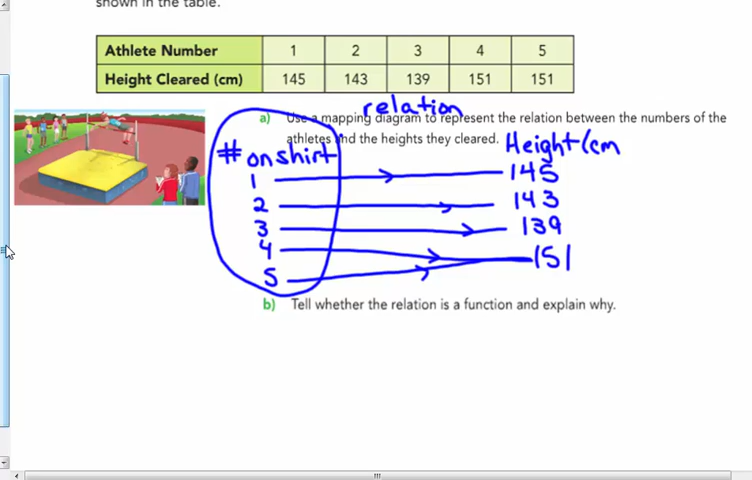 shown in the table.
Athlete Number 1 2 3 4 5
Height Cleared (cm) 145 143 139 151 151
relation
a) Use a mapping diagram to represent the relation between the numbers of the
athletes and the heights they cleared.
Height (cm
# on shirt
1 145
2 143
3 139
4 151
5
b) Tell whether the relation is a function and explain why.